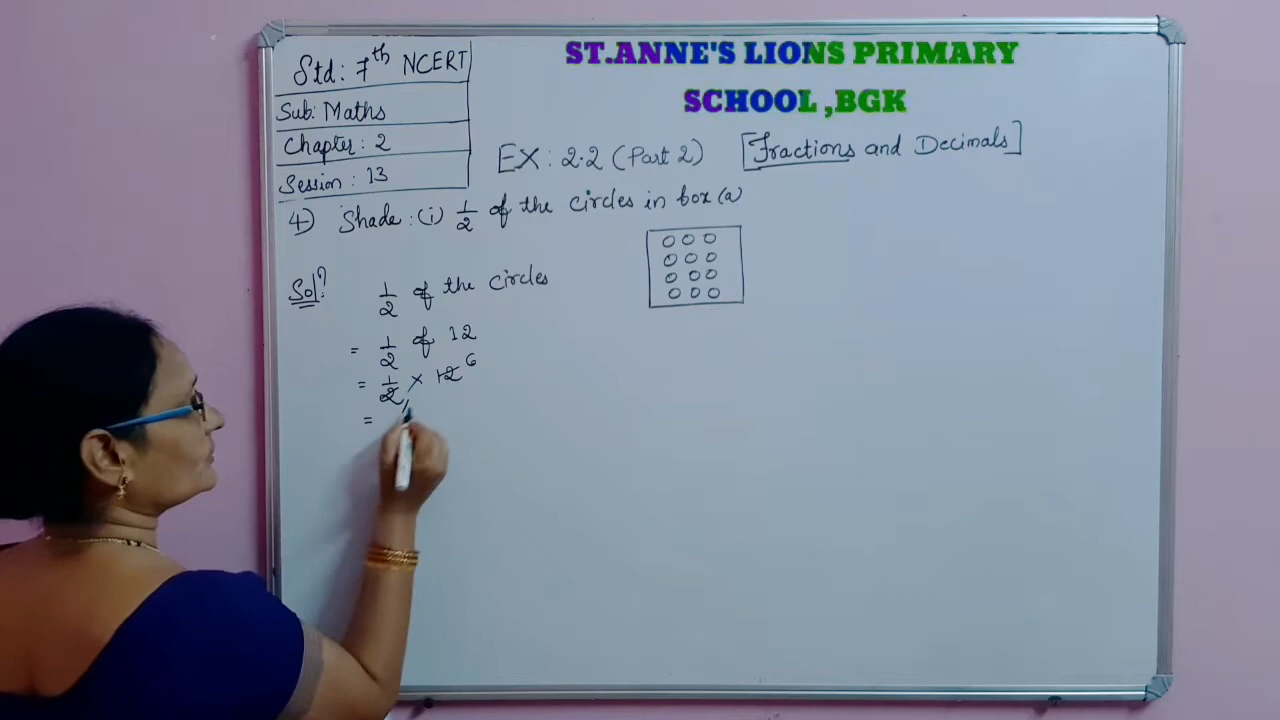 ST.ANNE'S LIONS PRIMARY
SCHOOL ,BGK
Std: 7th NCERT
Sub: Maths
Chapter: 2
Session: 13
EX: 2.2 (Part 2) [Fractions and Decimals]
4) Shade: (i) 1/2 of the circles in box (a)
Sol?
1/2 of the circles
= 1/2 of 12
= 1/2 × 12 6
=